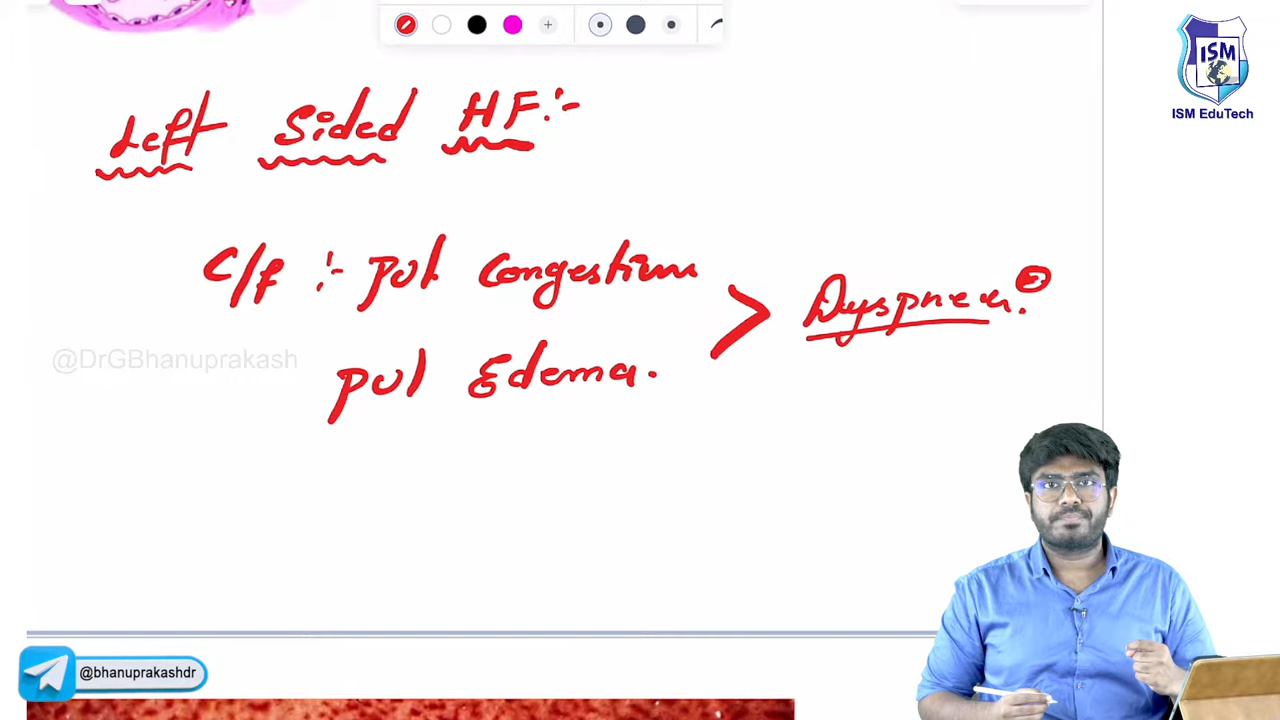 ISM
ISM EduTech
Left Sided HF:-
C/f :- pul congestion
Dyspnea.
@DrGBhanuprakash
pul Edema.
@bhanuprakashdr